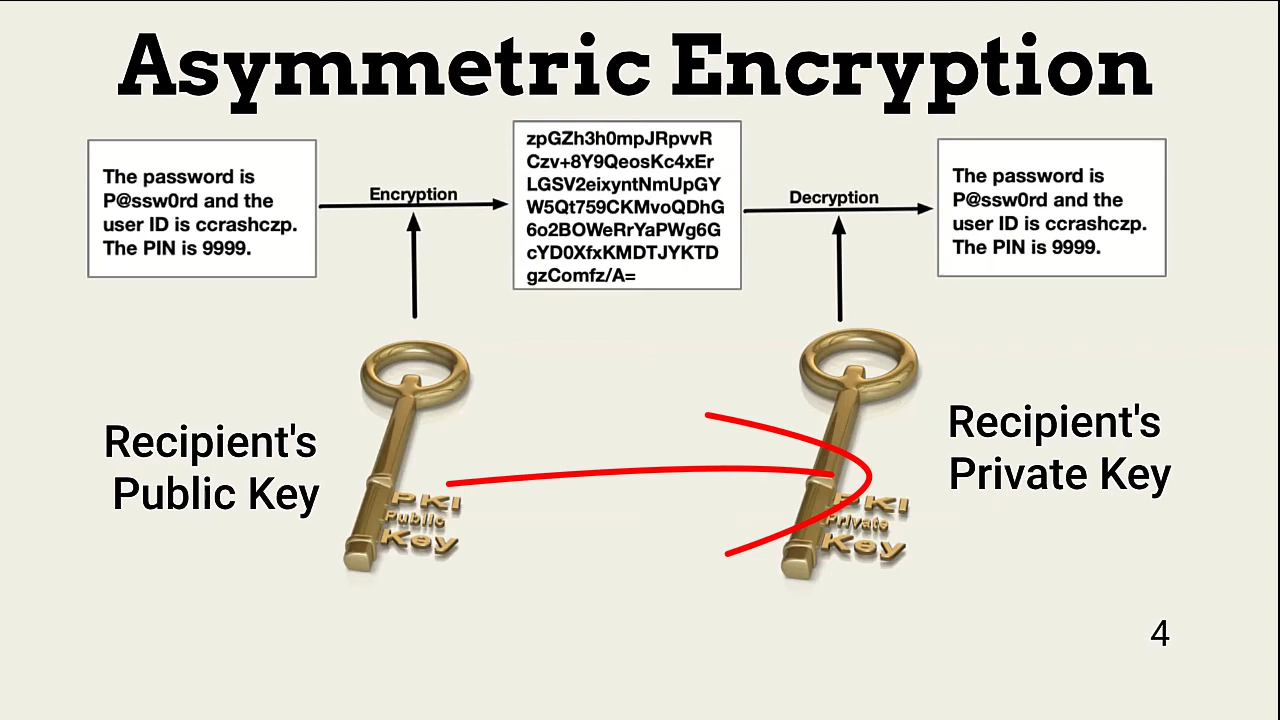 Asymmetric Encryption
The password is
P@ssw0rd and the
user ID is ccrashczp.
The PIN is 9999.
Encryption
zpGZh3h0mpJRpvvR
Czv+8Y9QeosKc4xEr
LGSV2eixyntNmUpGY
W5Qt759CKMvoQDhG
6o2BOWeRrYaPWg6G
cYD0XfxKMDTJYKTD
gzComfz/A=
Decryption
The password is
P@ssw0rd and the
user ID is ccrashczp.
The PIN is 9999.
Recipient's
Public Key
PKI
Public
Key
PKI
Private
Key
Recipient's
Private Key
4